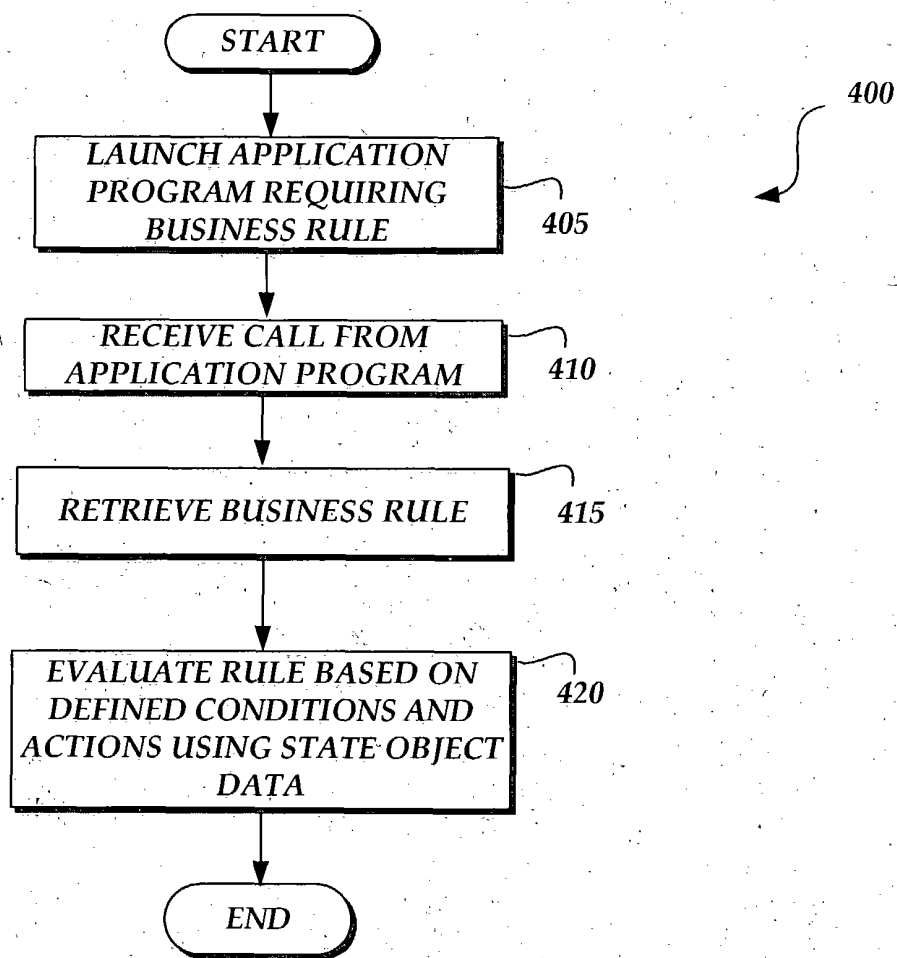 START
400
LAUNCH APPLICATION
PROGRAM REQUIRING
BUSINESS RULE
405
RECEIVE CALL FROM
APPLICATION PROGRAM
410
RETRIEVE BUSINESS RULE
415
EVALUATE RULE BASED ON
DEFINED CONDITIONS AND
ACTIONS USING STATE OBJECT
DATA
420
END